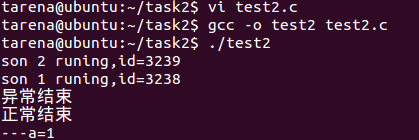 tarena@ubuntu:~/task2$ vi test2.c
tarena@ubuntu:~/task2$ gcc -o test2 test2.c
tarena@ubuntu:~/task2$ ./test2
son 2 runing,id=3239
son 1 runing,id=3238
异常结束
正常结束
---a=1